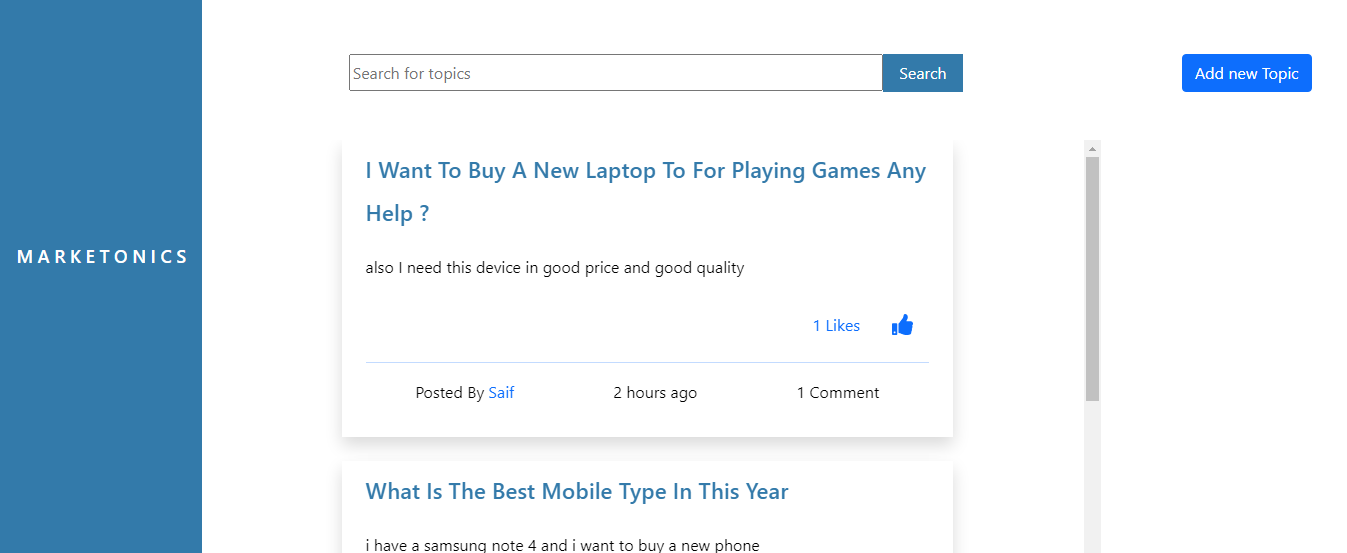 Search for topics
Search
Add new Topic
I Want To Buy A New Laptop To For Playing Games Any
Help ?
MARKETONICS
also I need this device in good price and good quality
1 Likes
Posted By Saif
2 hours ago
1 Comment
What Is The Best Mobile Type In This Year
i have a samsung note 4 and i want to buy a new phone